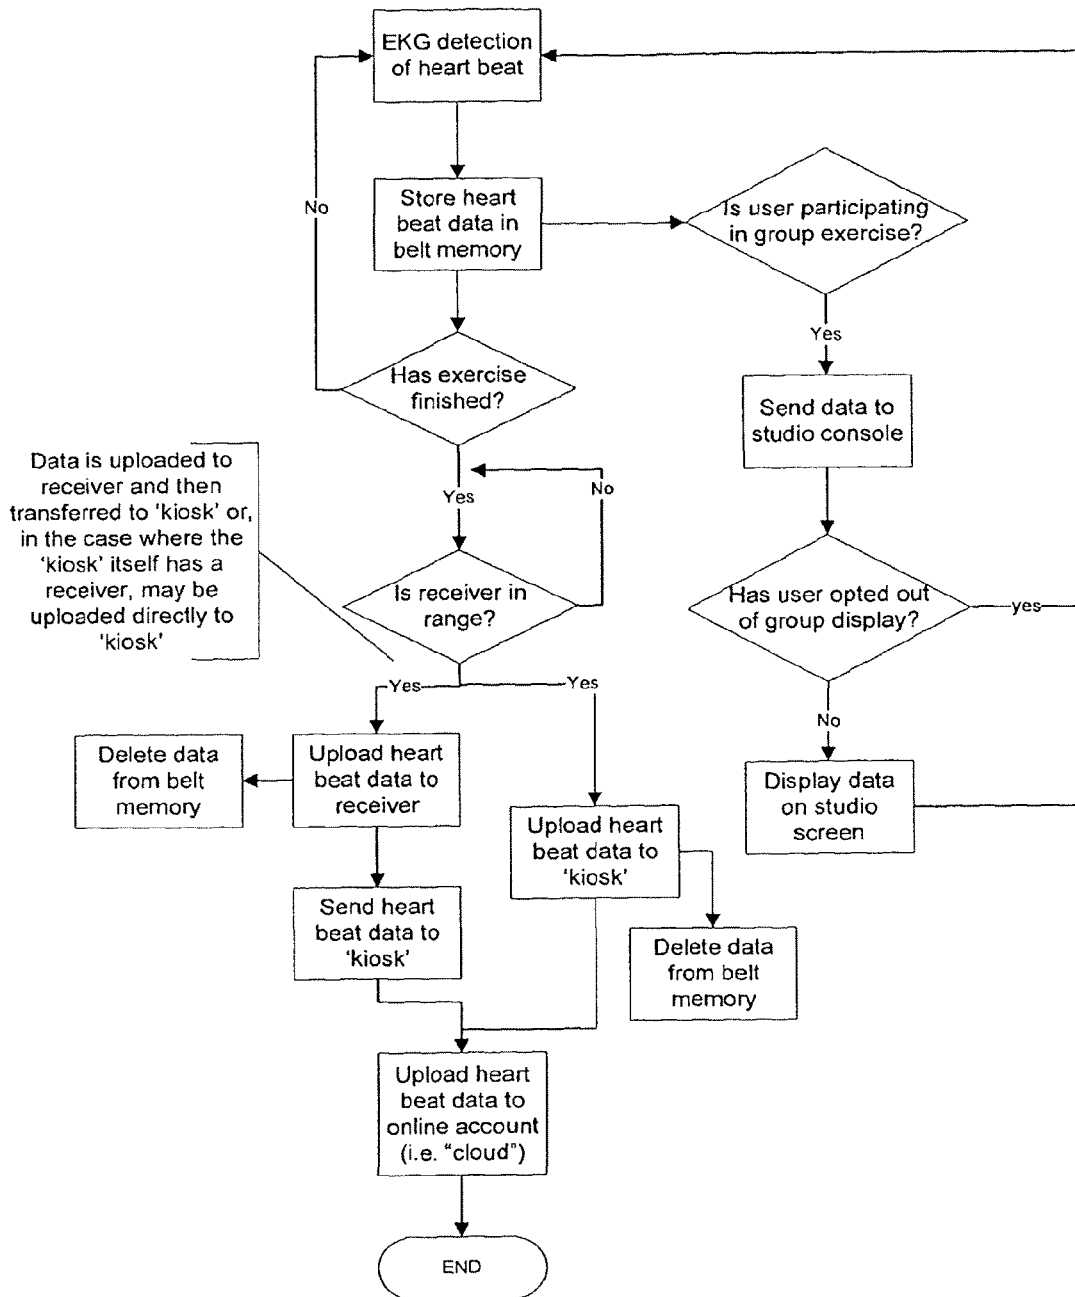 EKG detection
of heart beat
No
Store heart
beat data in
belt memory
Is user participating
in group exercise?
Yes
Has exercise
finished?
Send data to
studio console
Yes
No
Data is uploaded to
receiver and then
transferred to 'kiosk' or,
in the case where the
'kiosk' itself has a
receiver, may be
uploaded directly to
'kiosk'
Is receiver in
range?
Has user opted out
of group display?
yes
Yes
Yes
No
Delete data
from belt
memory
Upload heart
beat data to
receiver
Display data
on studio
screen
Upload heart
beat data to
'kiosk'
Send heart
beat data to
'kiosk'
Delete data
from belt
memory
Upload heart
beat data to
online account
(i.e. "cloud")
END